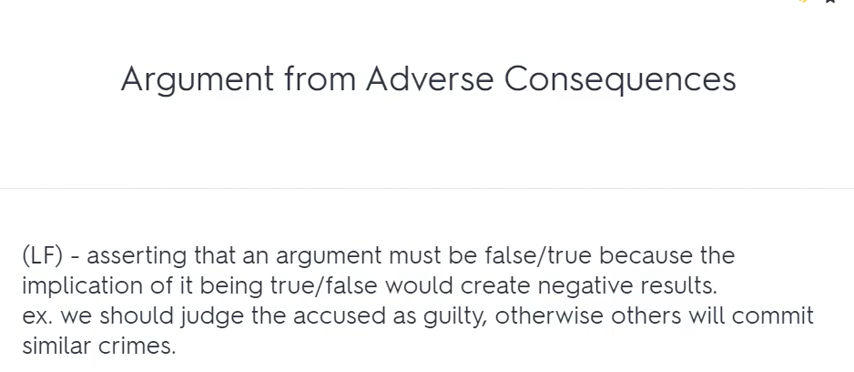 Argument from Adverse Consequences
(LF) - asserting that an argument must be false/true because the
implication of it being true/false would create negative results.
ex. we should judge the accused as guilty, otherwise others will commit
similar crimes.